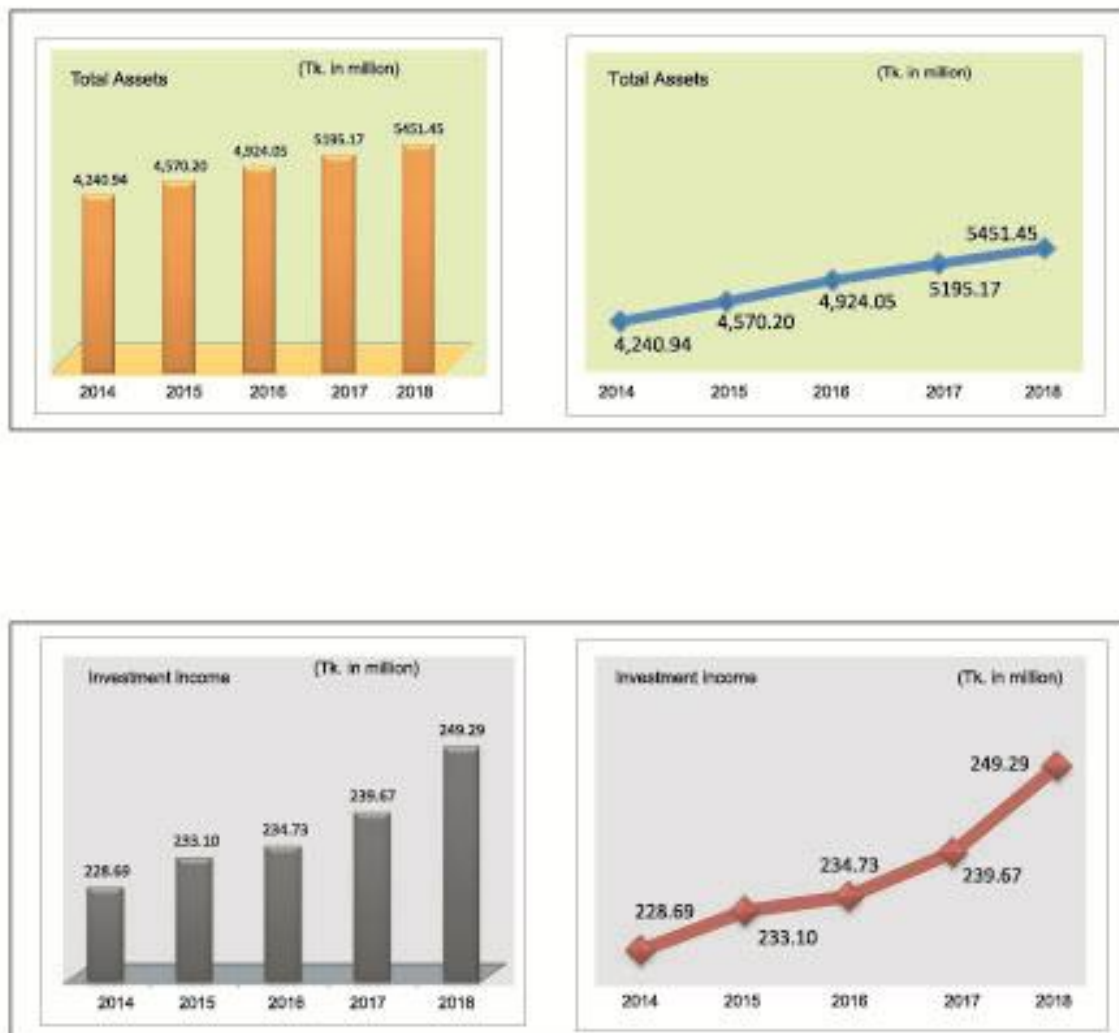 Total Assets (Tk. in million)
5451.45
5195.17
4,924.05
4,570.20
4,240.94
2014 2015 2016 2017 2018
Total Assets (Tk. in million)
5451.45
5195.17
4,924.05
4,570.20
4,240.94
2014 2015 2016 2017 2018
Investment Income (Tk. in million)
249.29
239.67
234.73
233.10
228.69
2014 2015 2016 2017 2018
Investment Income (Tk. in million)
249.29
234.73
239.67
228.69
233.10
2014 2015 2016 2017 2018